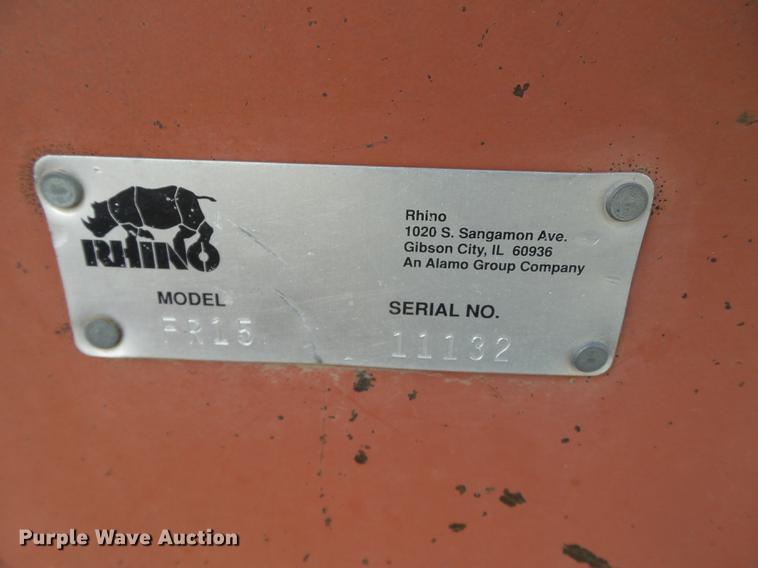 RHINO
Rhino
1020 S. Sangamon Ave.
Gibson City, IL 60936
An Alamo Group Company
MODEL
FR15
SERIAL NO.
11132
Purple Wave Auction